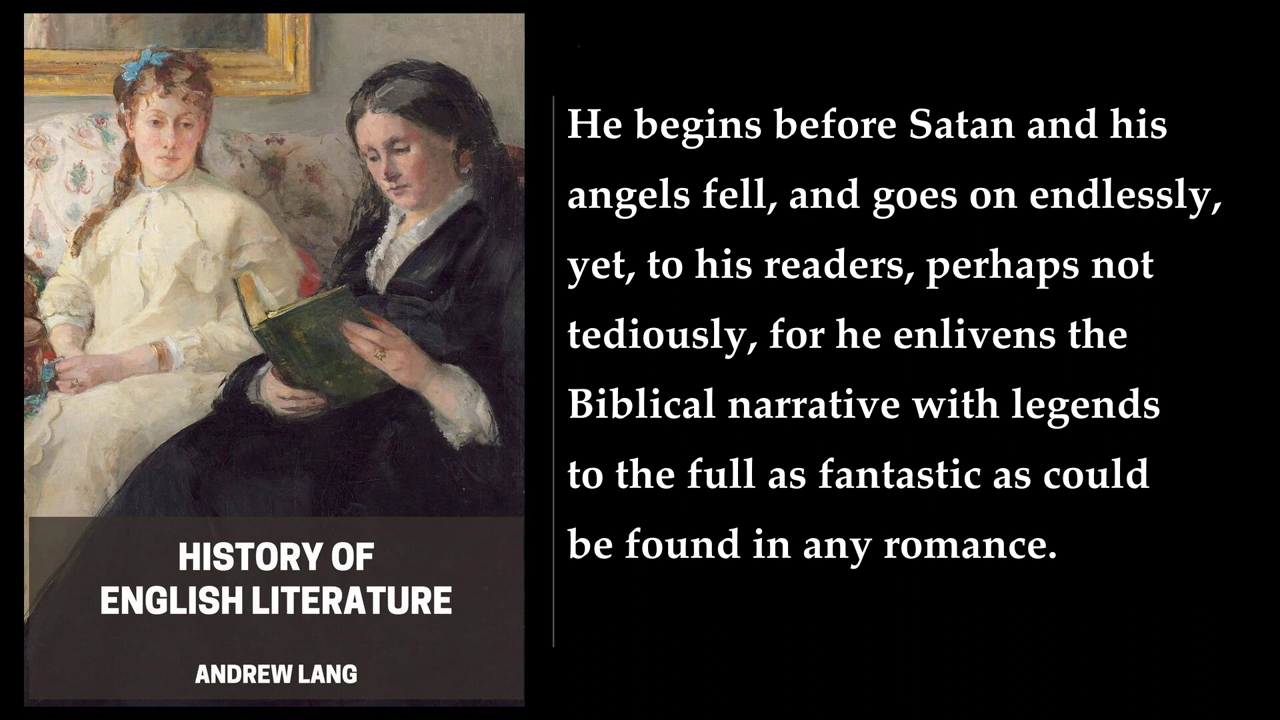 HISTORY OF
ENGLISH LITERATURE
ANDREW LANG
He begins before Satan and his
angels fell, and goes on endlessly,
yet, to his readers, perhaps not
tediously, for he enlivens the
Biblical narrative with legends
to the full as fantastic as could
be found in any romance.